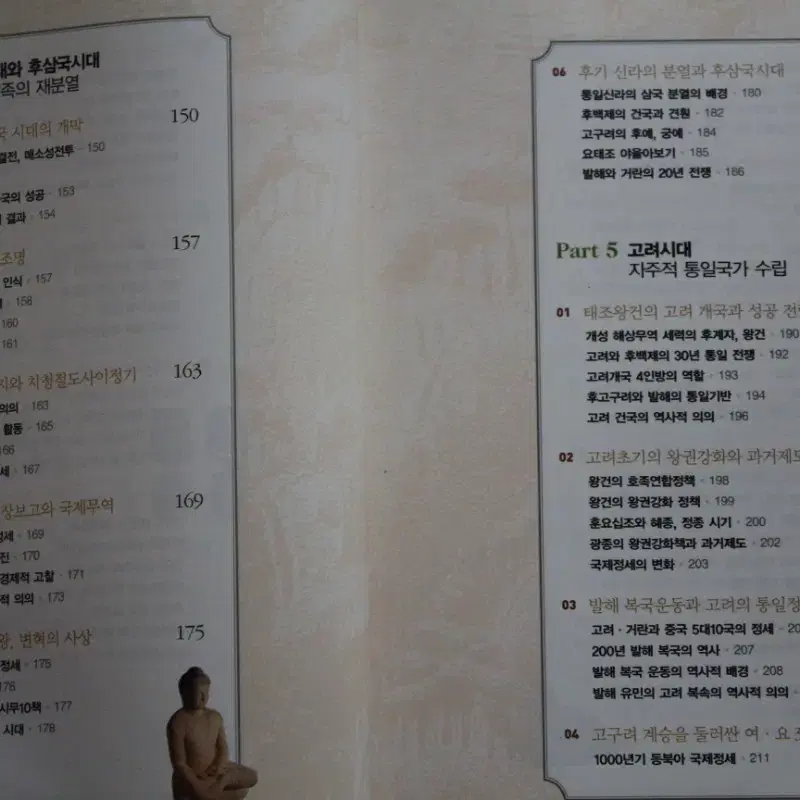 후삼국시대
재분열
시대의 개막 150
매소성전투 · 150
성공 · 153
결과 · 154
조명 157
인식 · 157
158
160
161
치청절도사이정기 163
의의 · 163
활동 · 165
166
167
장보고와 국제무역 169
169
170
경제적 고찰 · 171
의의 · 173
변혁의 사상 175
정세 · 175
176
시무10책 · 177
시대 · 178
06 후기 신라의 분열과 후삼국시대
통일신라의 삼국 분열의 배경 · 180
후백제의 건국과 견훤 · 182
고구려의 후예, 궁예 · 184
요태조 야율아보기 · 185
발해와 거란의 20년 전쟁 · 186
Part 5 고려시대
자주적 통일국가 수립
01 태조왕건의 고려 개국과 성공
개성 해상무역 세력의 후계자, 왕건 · 190
고려와 후백제의 30년 통일 전쟁 · 192
고려개국 4인방의 역할 · 193
후고구려와 발해의 통일기반 · 194
고려 건국의 역사적 의의 · 196
02 고려초기의 왕권강화와 과거제도
왕건의 호족연합정책 · 198
왕건의 왕권강화 정책 · 199
훈요십조와 혜종, 정종 시기 · 200
광종의 왕권강화책과 과거제도 · 202
국제정세의 변화 · 203
03 발해 복국운동과 고려의
고려 · 거란과 중국 5대10국의 정세
200년 발해 복국의 역사 · 207
발해 복국 운동의 역사적 배경 · 208
발해 유민의 고려 복속의 역사적 의의
04 고구려 계승을 둘러싼 여 · 요
1000년기 동북아 국제정세 · 211